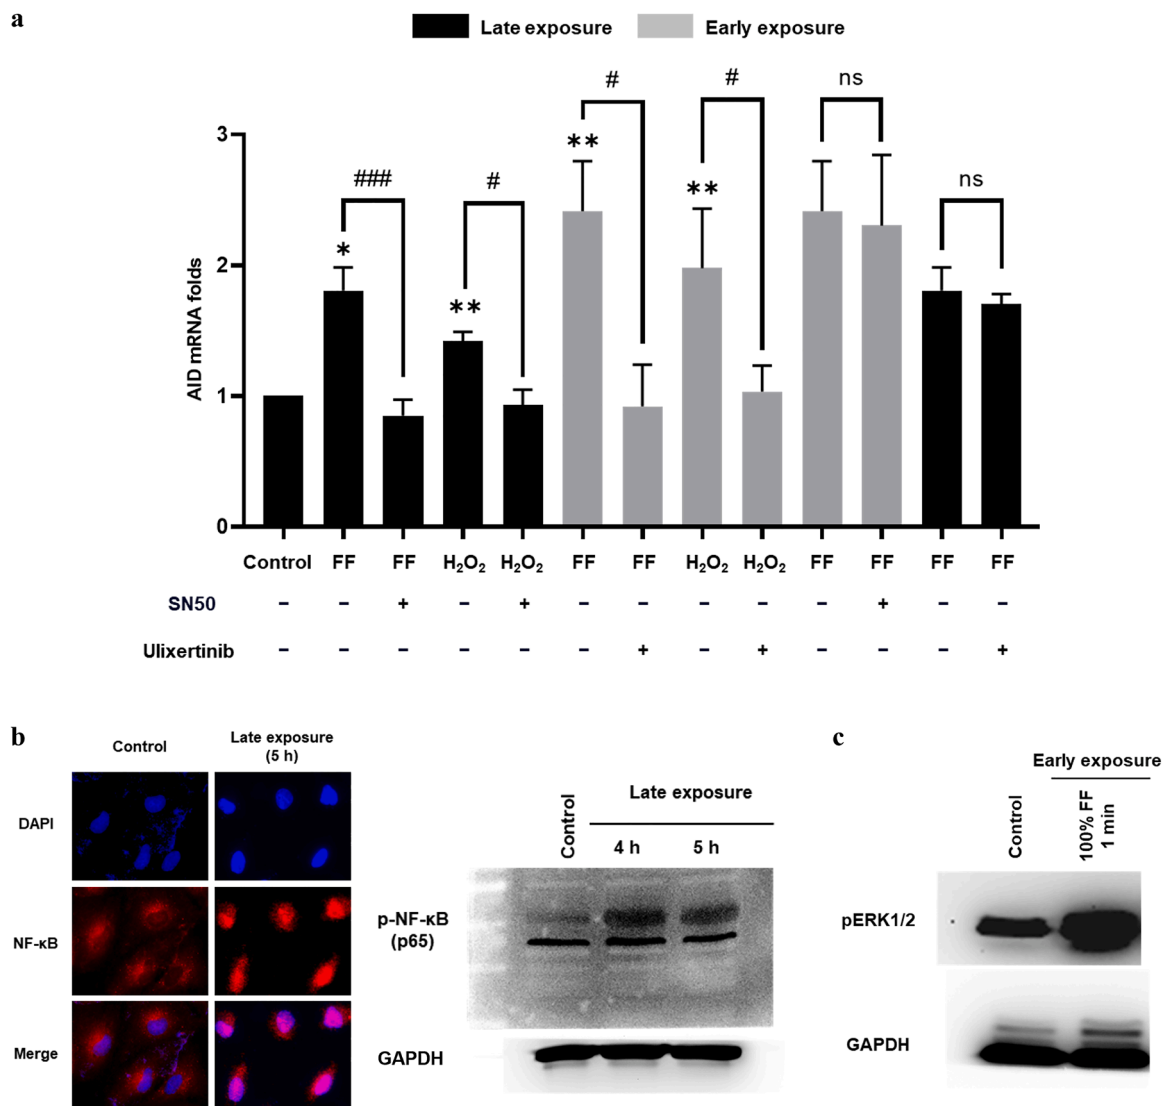 a
Late exposure Early exposure
# # ns
3
** 
### # ** ns
*
2
**
AID mRNA folds
1
0
Control FF FF H₂O₂ H₂O₂ FF FF H₂O₂ H₂O₂ FF FF FF FF
SN50 − − + − + − − − − − + − −
Ulixertinib − − − − − − + − + − − − +
b
Control Late exposure
(5 h)
DAPI
NF-κB
Merge
Control
Late exposure
4 h 5 h
p-NF-κB
(p65)
GAPDH
c
Early exposure
Control
100% FF
1 min
pERK1/2
GAPDH